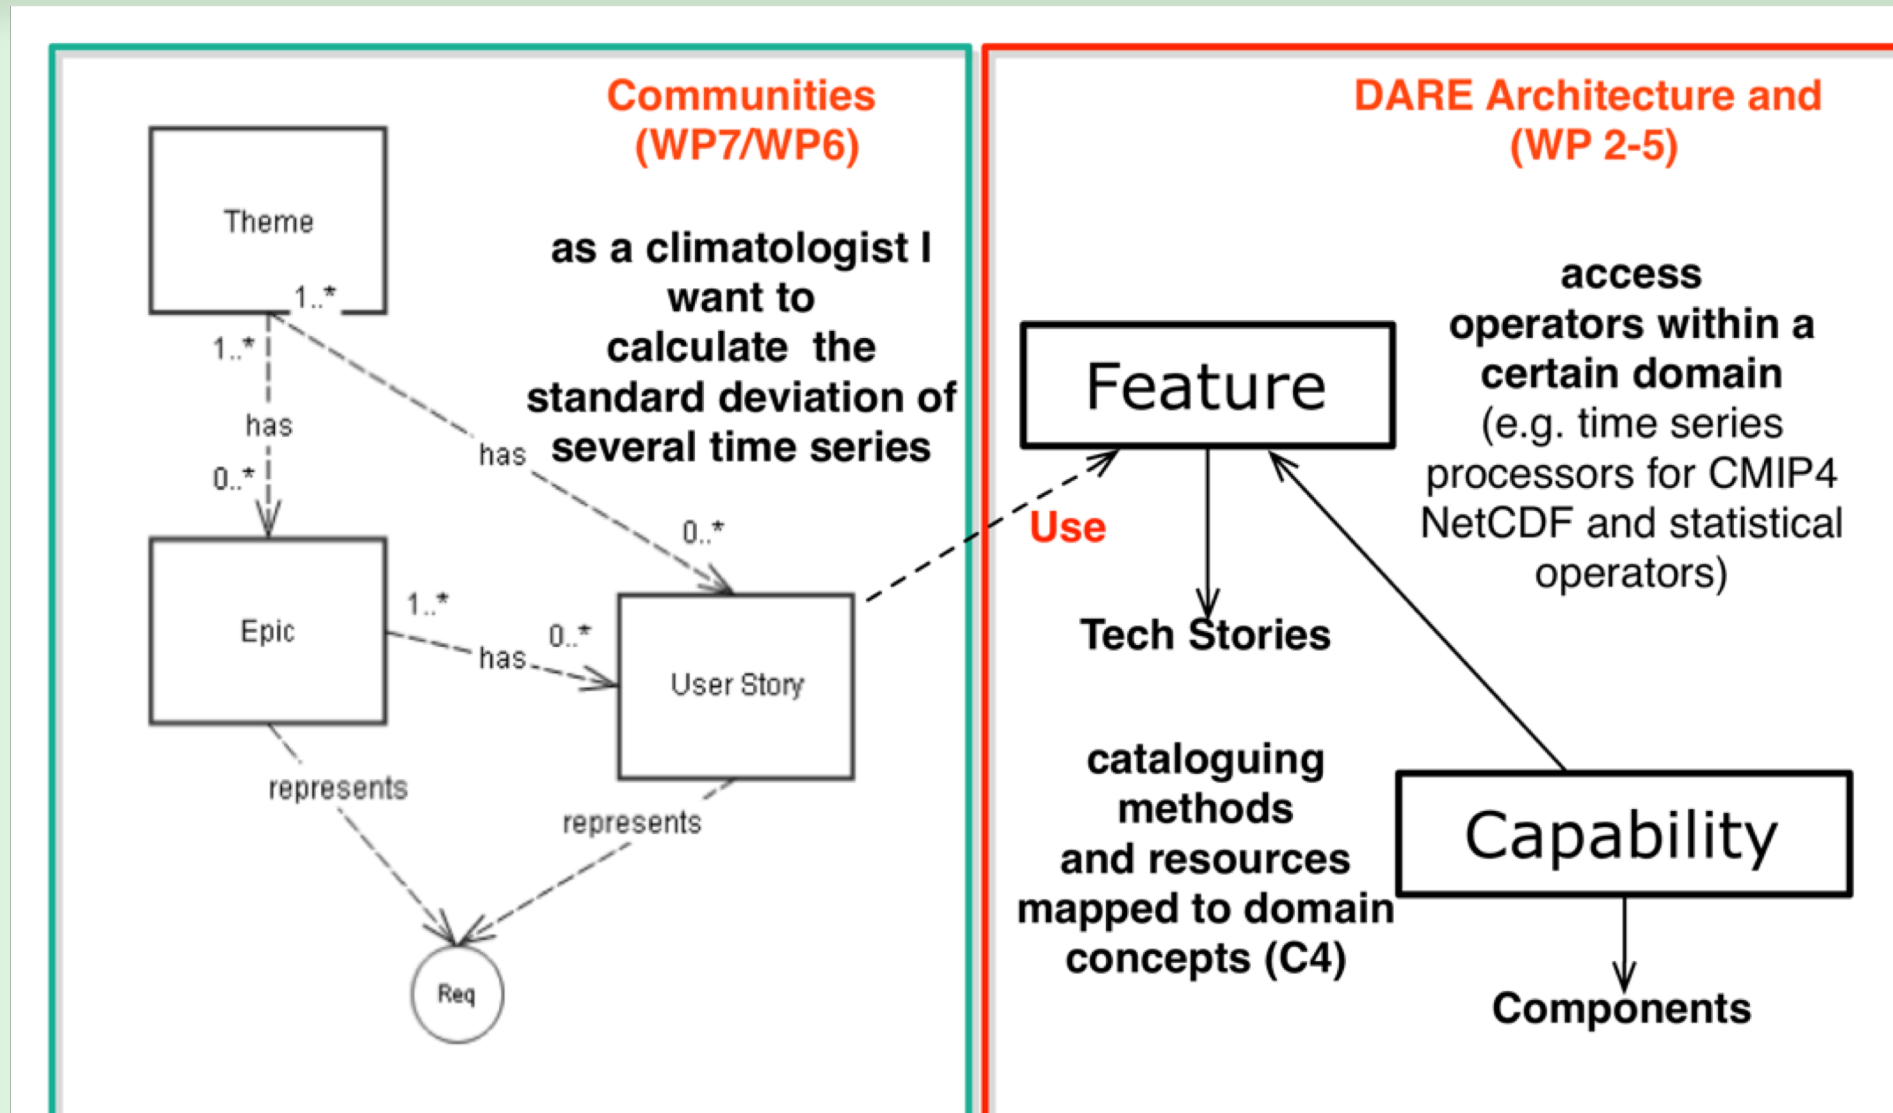 Communities
(WP7/WP6)
Theme
1..*
1..*
has
0..*
as a climatologist I
want to
calculate the
standard deviation of
several time series
has
0..*
Epic
1..*
has
0..*
User Story
represents
represents
Req
DARE Architecture and
(WP 2-5)
Feature
access
operators within a
certain domain
(e.g. time series
processors for CMIP4
NetCDF and statistical
operators)
Use
Tech Stories
cataloguing
methods
and resources
mapped to domain
concepts (C4)
Capability
Components